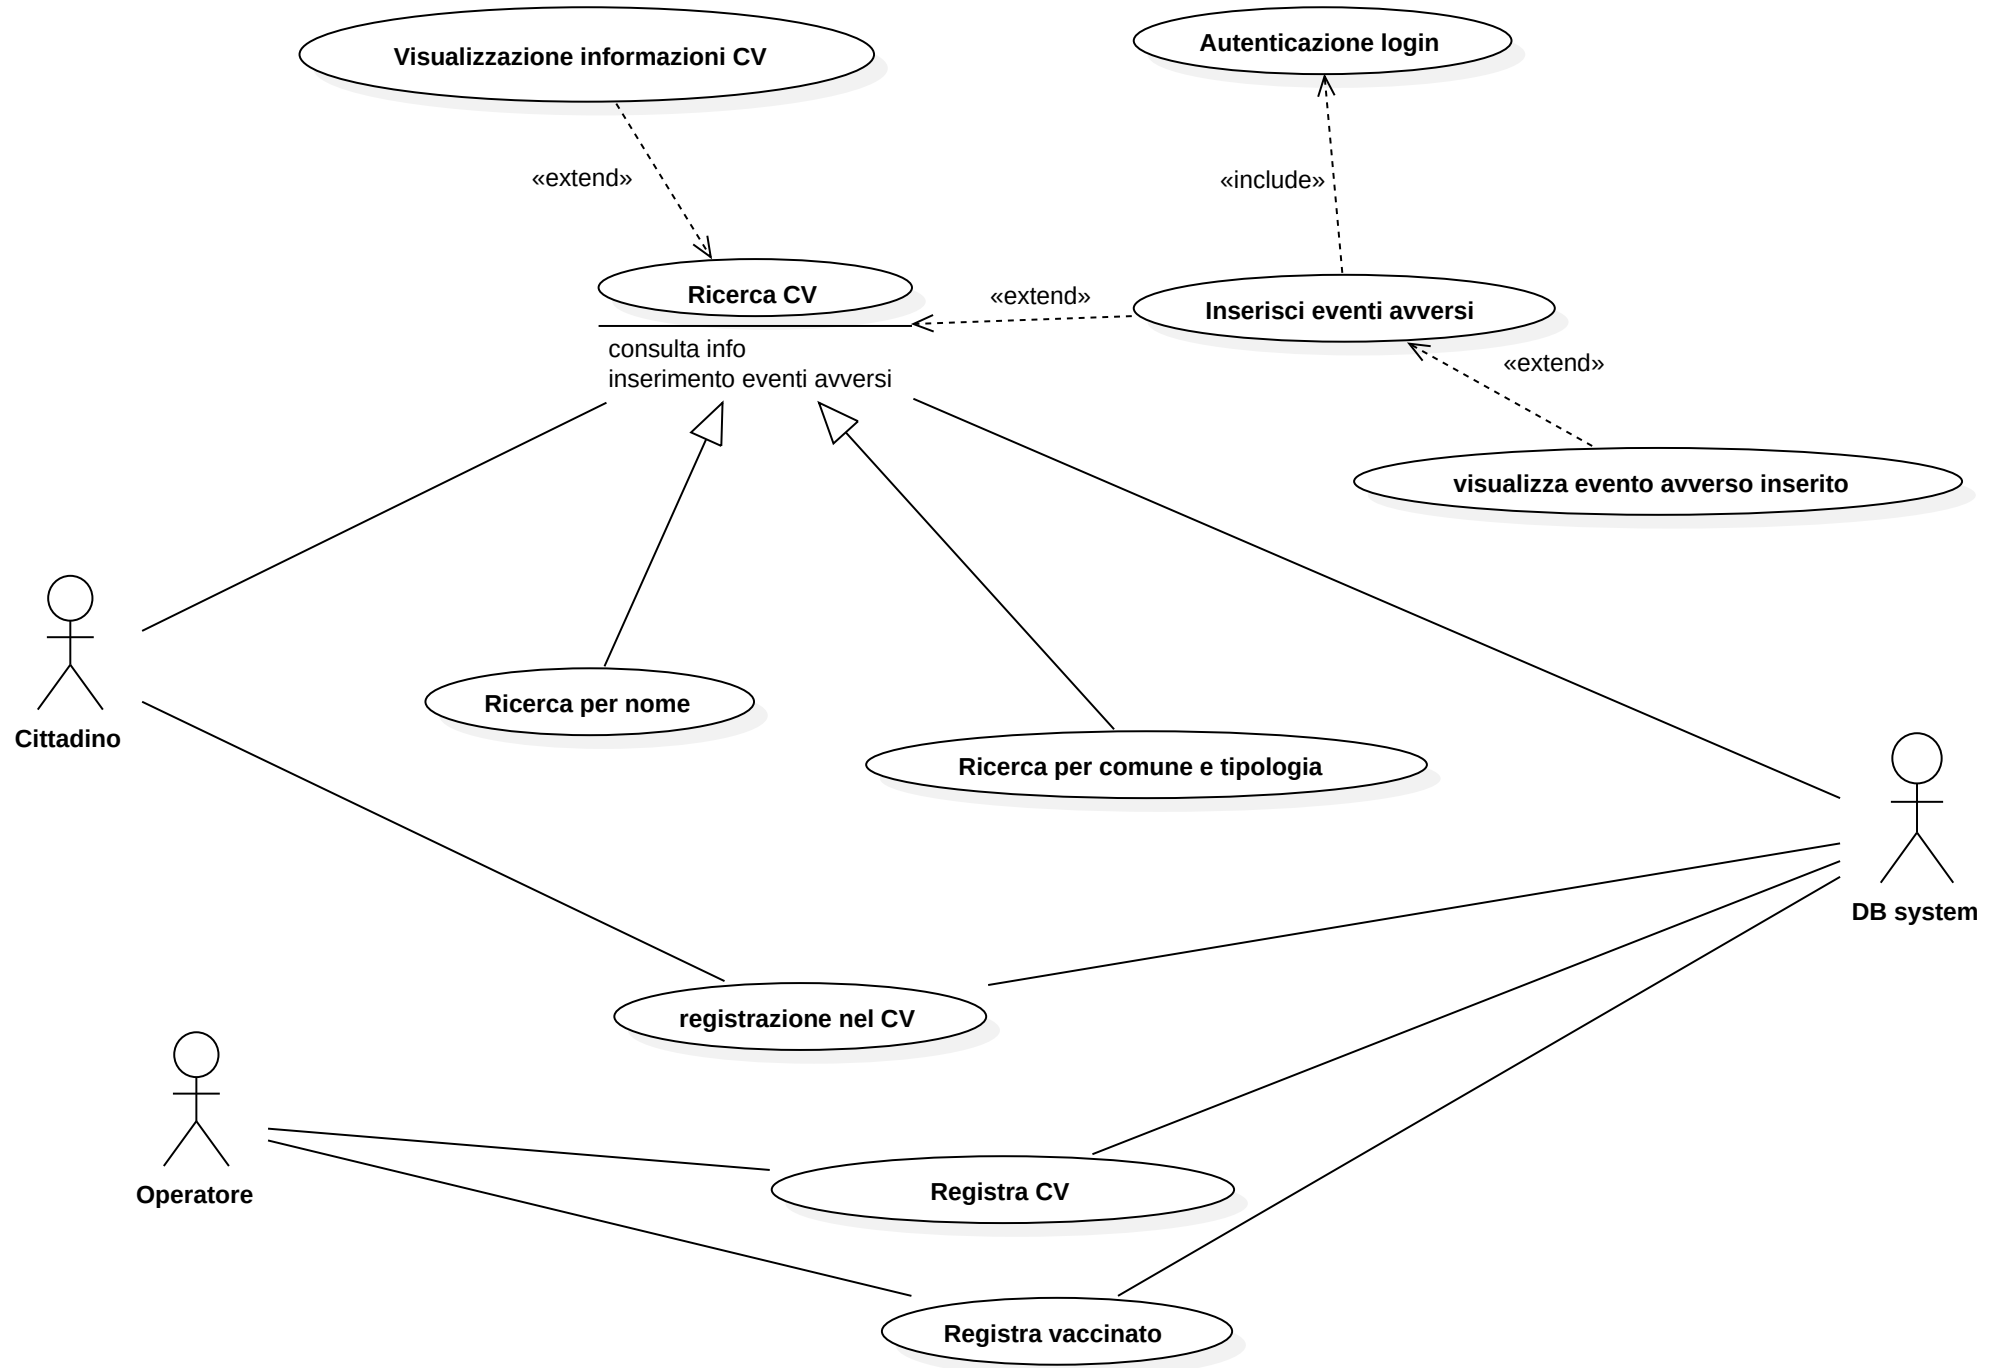 Visualizzazione informazioni CV
Autenticazione login
«extend»
«include»
Ricerca CV
«extend»
Inserisci eventi avversi
consulta info
inserimento eventi avversi
«extend»
visualizza evento avverso inserito
Ricerca per nome
Cittadino
Ricerca per comune e tipologia
DB system
registrazione nel CV
Operatore
Registra CV
Registra vaccinato